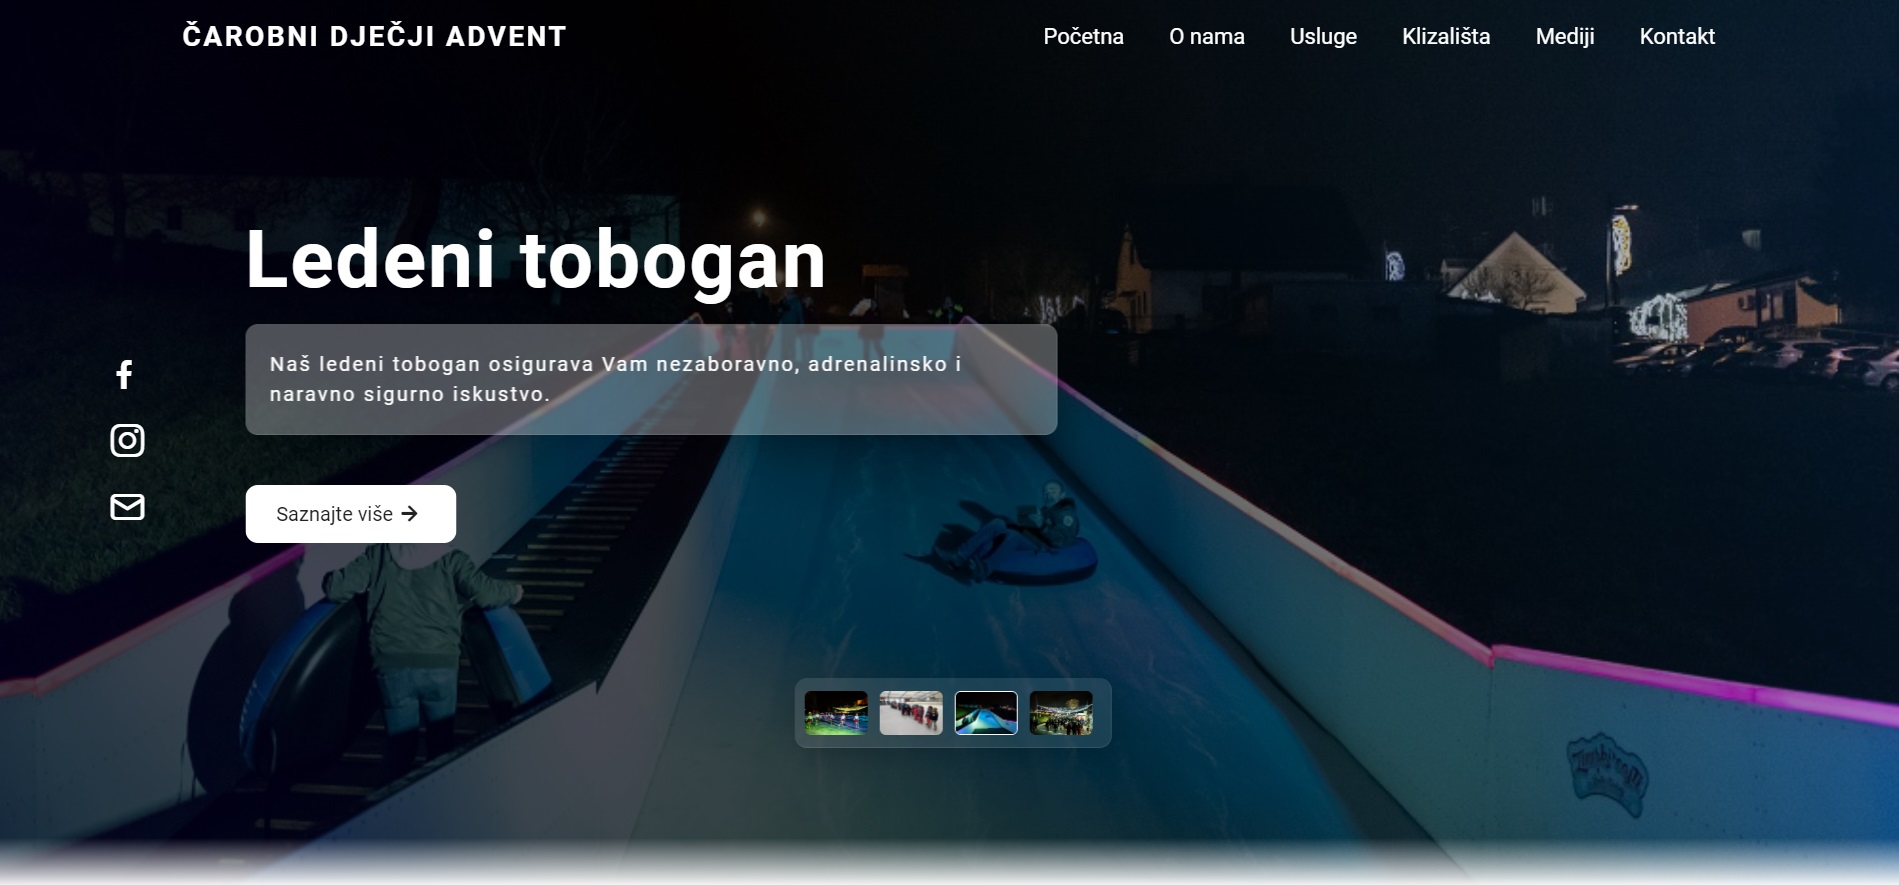 ČAROBNI DJEČJI ADVENT
Početna
O nama
Usluge
Klizališta
Mediji
Kontakt
Ledeni tobogan
Naš ledeni tobogan osigurava Vam nezaboravno, adrenalinsko i
naravno sigurno iskustvo.
Saznajte više →